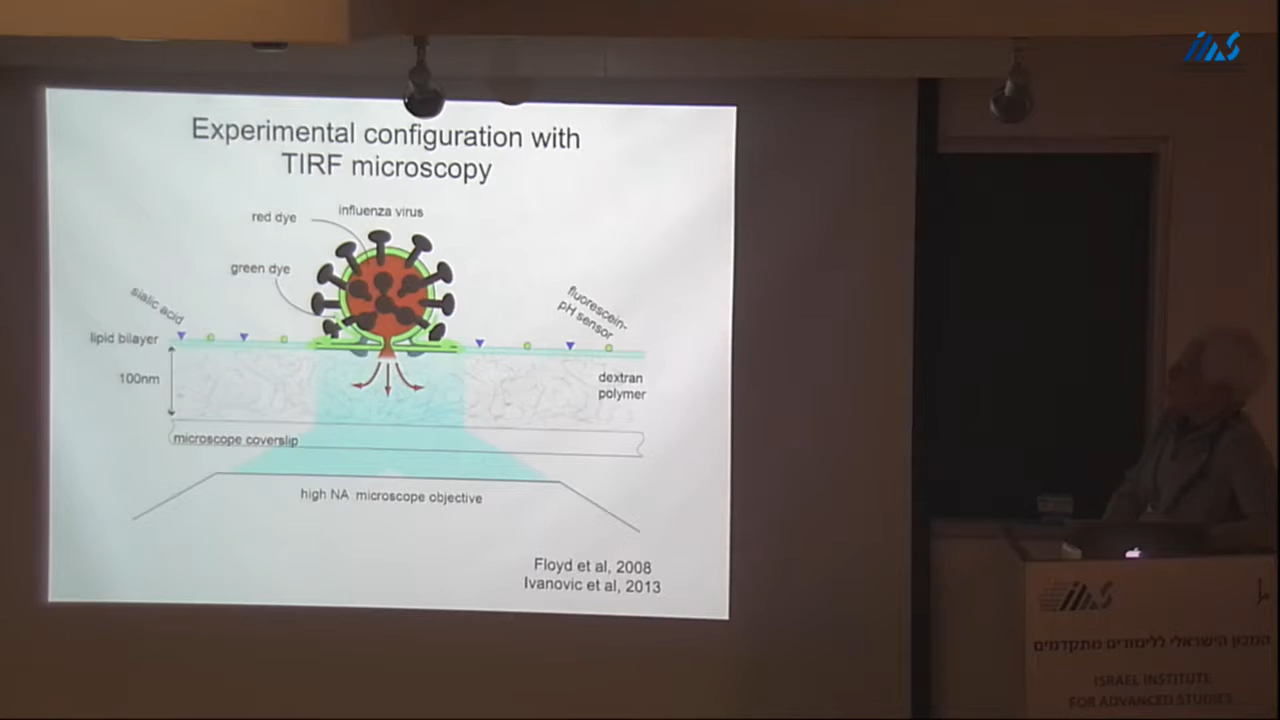 IIAS
Experimental configuration with
TIRF microscopy
influenza virus
red dye
green dye
sialic acid
fluorescein-
pH sensor
lipid bilayer
100nm
dextran
polymer
microscope coverslip
high NA microscope objective
Floyd et al, 2008
Ivanovic et al, 2013
IIAS
המכון הישראלי ללימודים מתקדמים
ISRAEL INSTITUTE
FOR ADVANCED STUDIES